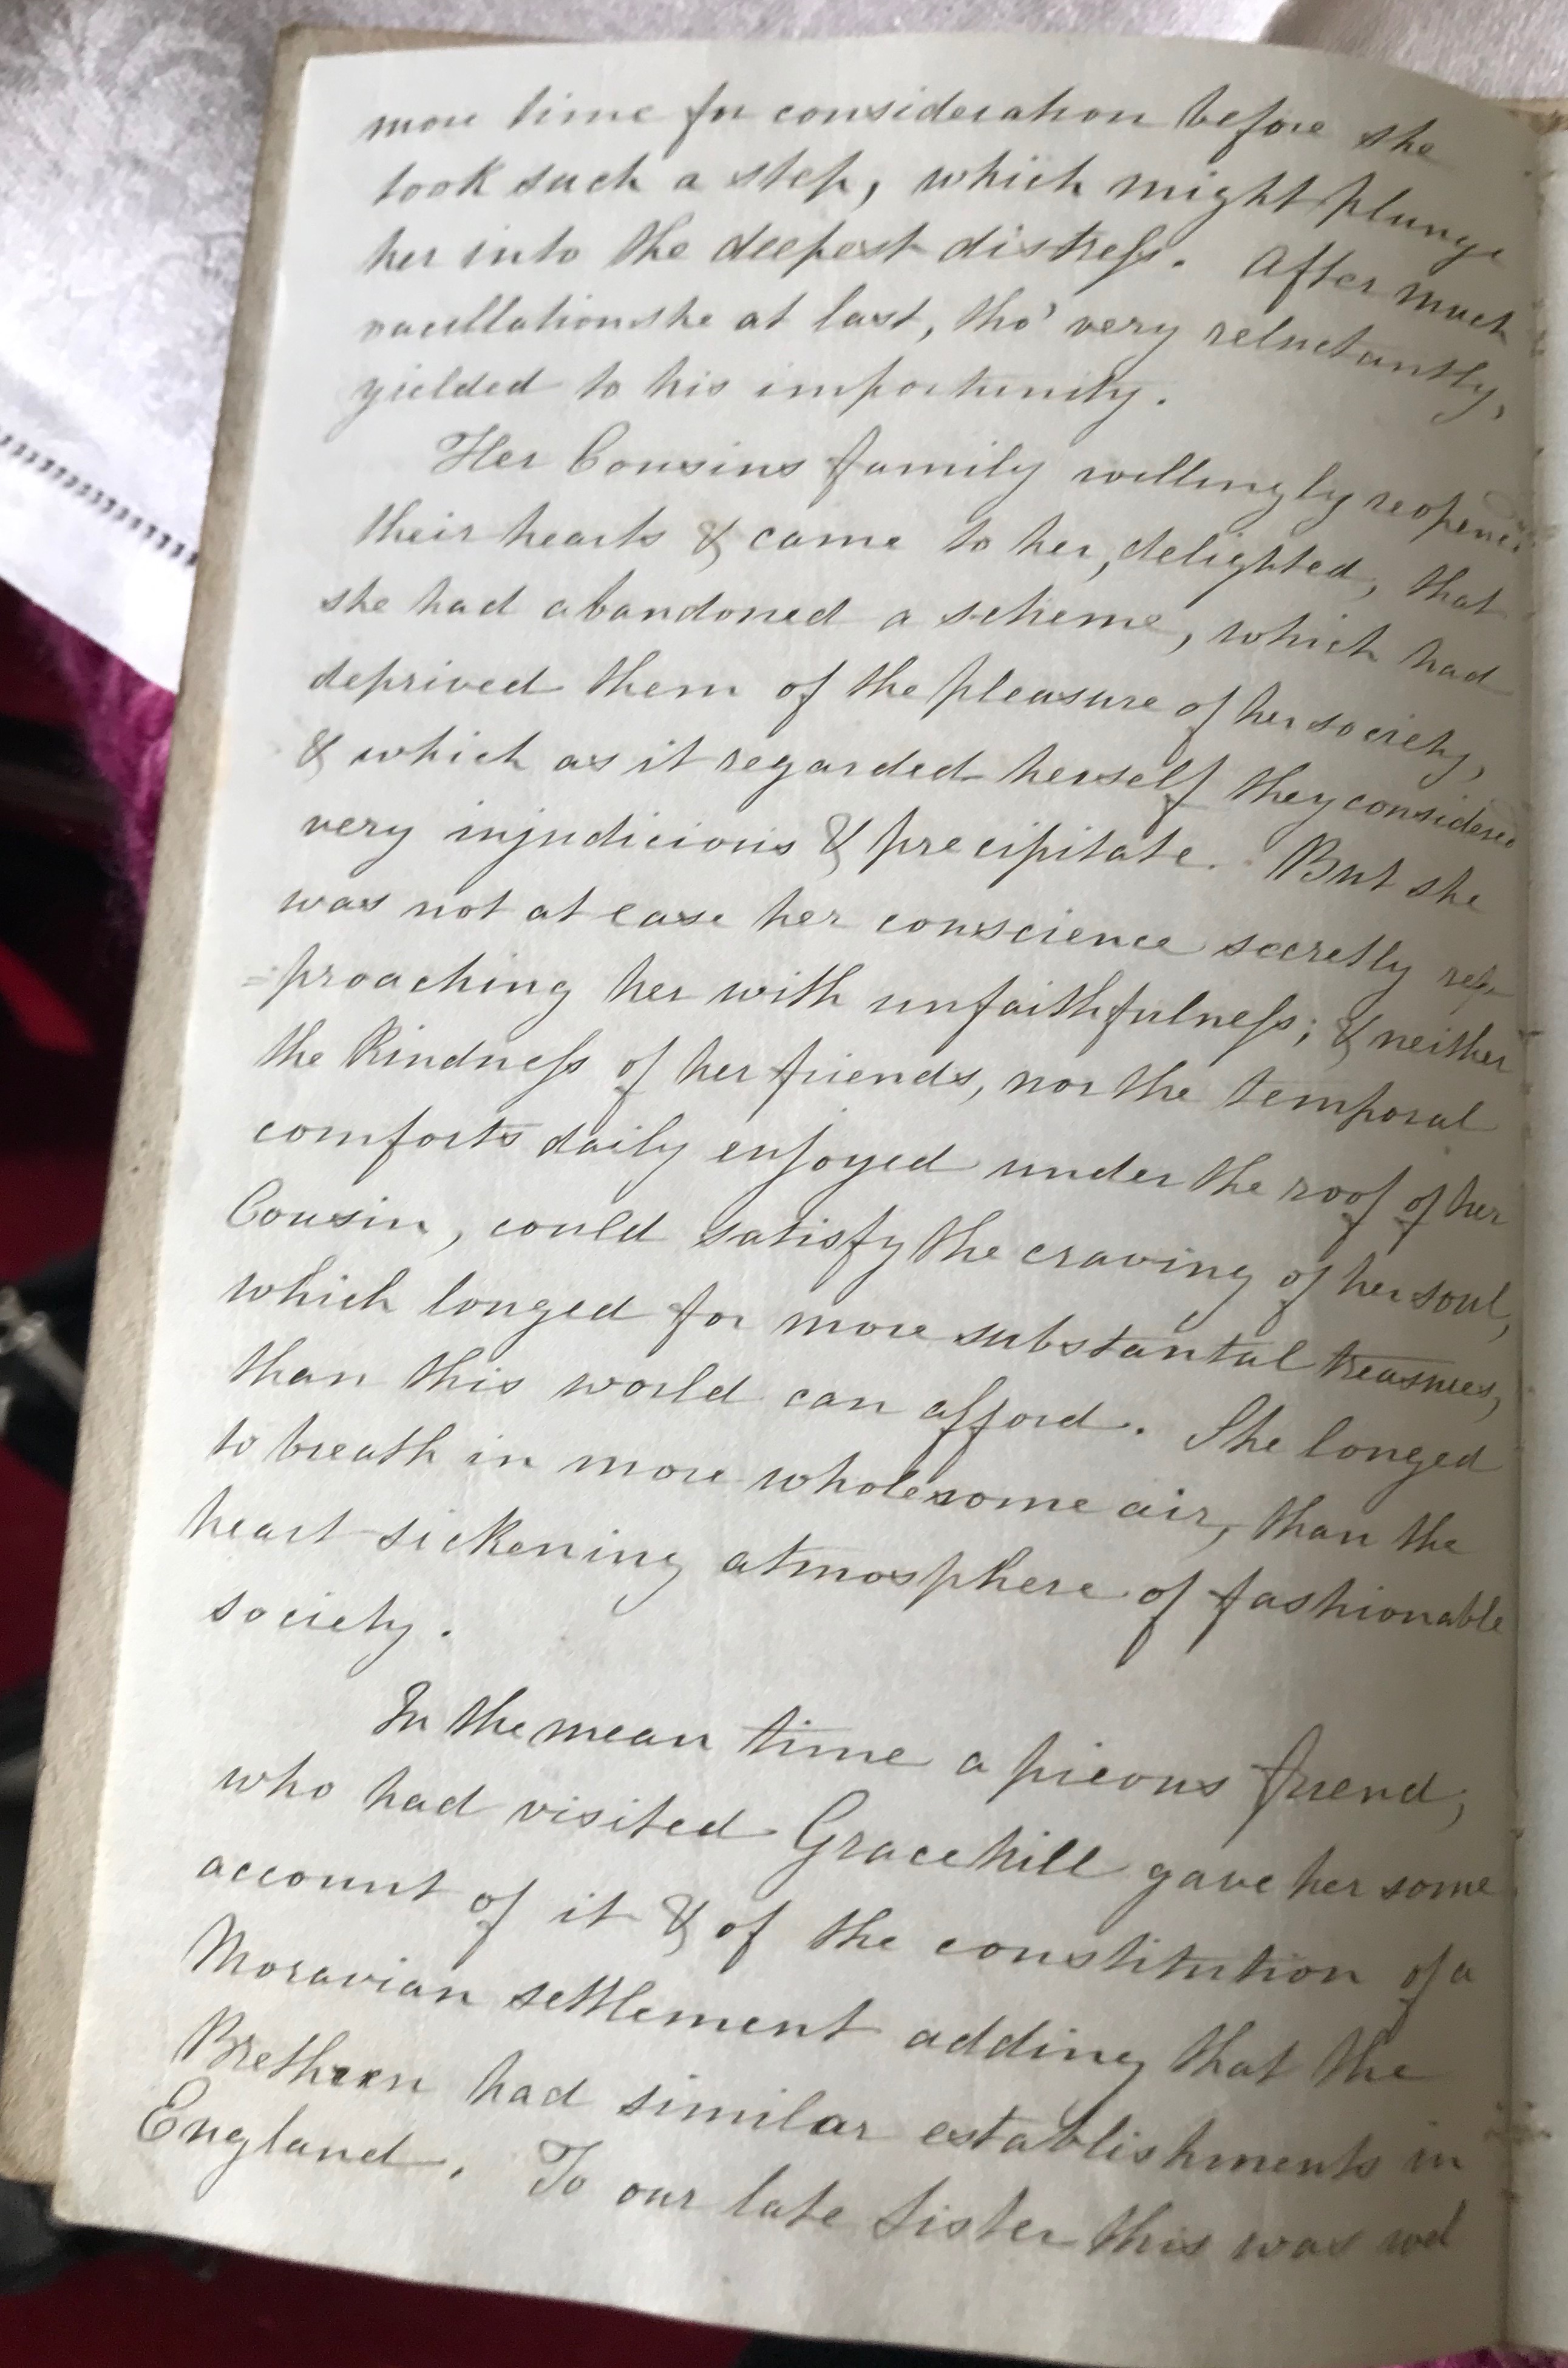 more time for consideration before she
took such a step, which might plunge
her into the deepest distress. After much
vacillation she at last, tho' very reluctantly,
yielded to his importunity.
Her Cousins family willingly reopened
their hearts & came to her, delighted, that
she had abandoned a scheme, which had
deprived them of the pleasure of her society,
& which as it regarded herself they considered
very injudicious & precipitate. But she
was not at ease her conscience secretly re
=proaching her with unfaithfulness; & neither
the kindness of her friends, nor the temporal
comforts daily enjoyed under the roof of her
Cousin, could satisfy the craving of her soul,
which longed for more substantial treasures,
than this world can afford. She longed
to breath in more wholesome air, than the
heart sickening atmosphere of fashionable
society.
In the mean time a pieous friend,
who had visited Gracehill gave her some
account of it & of the constitution of a
Moravian settlement adding that the
Brethren had similar establishments in
England. To our late Sister this was wel